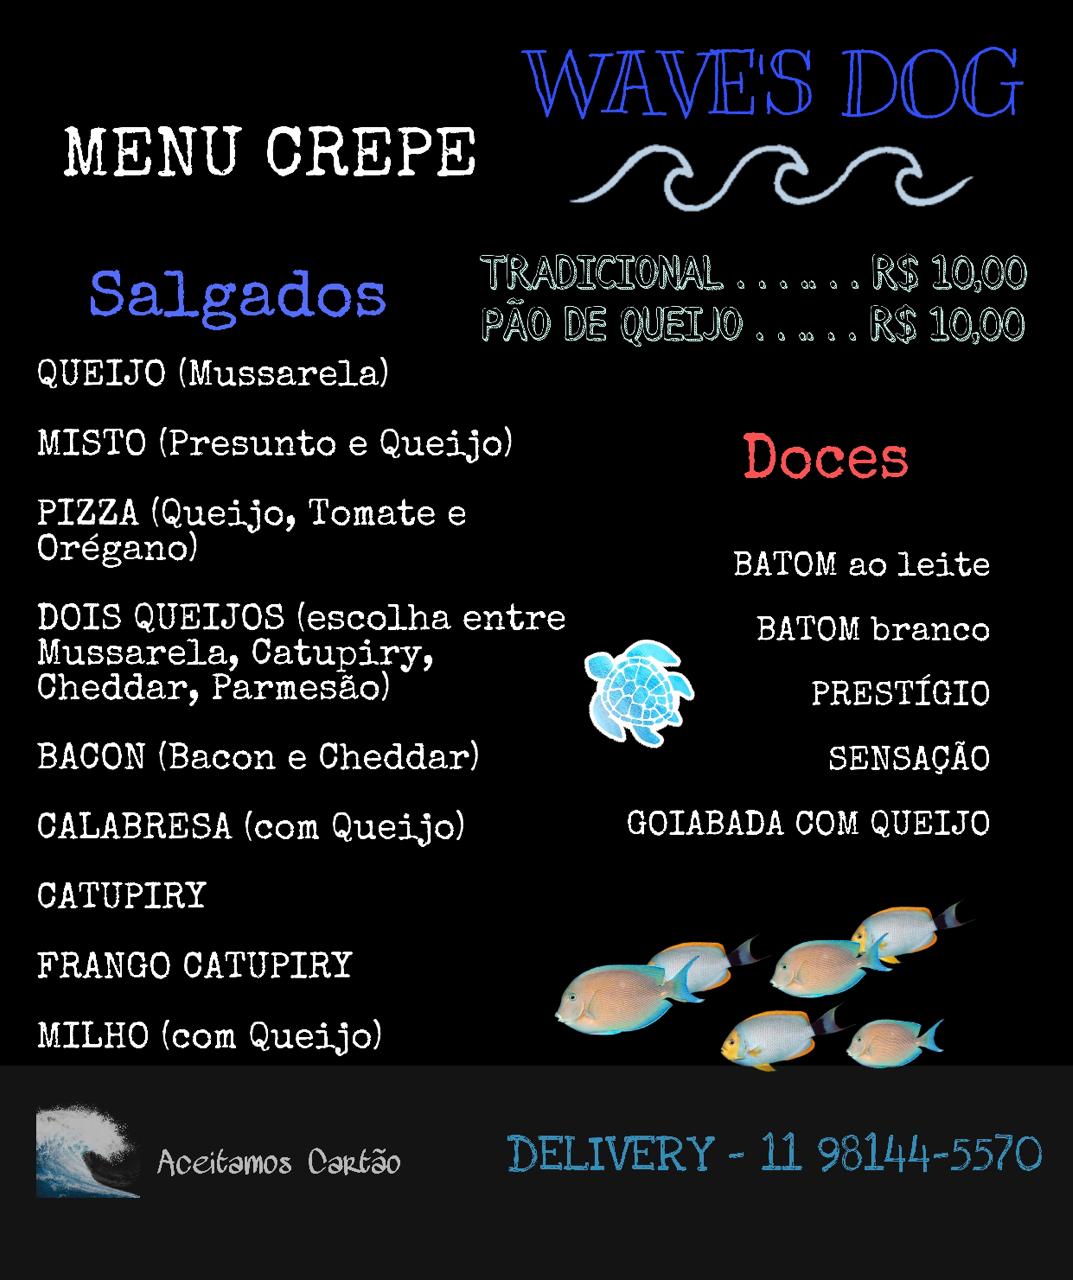 WAVE'S DOG
MENU CREPE
TRADICIONAL . . . .. . . R$ 10,00
PÃO DE QUEIJO . . .. . . R$ 10,00
Salgados
QUEIJO (Mussarela)
MISTO (Presunto e Queijo)
PIZZA (Queijo, Tomate e
Orégano)
DOIS QUEIJOS (escolha entre
Mussarela, Catupiry,
Cheddar, Parmesão)
BACON (Bacon e Cheddar)
CALABRESA (com Queijo)
CATUPIRY
FRANGO CATUPIRY
MILHO (com Queijo)
Doces
BATOM ao leite
BATOM branco
PRESTÍGIO
SENSAÇÃO
GOIABADA COM QUEIJO
Aceitamos Cartão
DELIVERY - 11 98144-5570